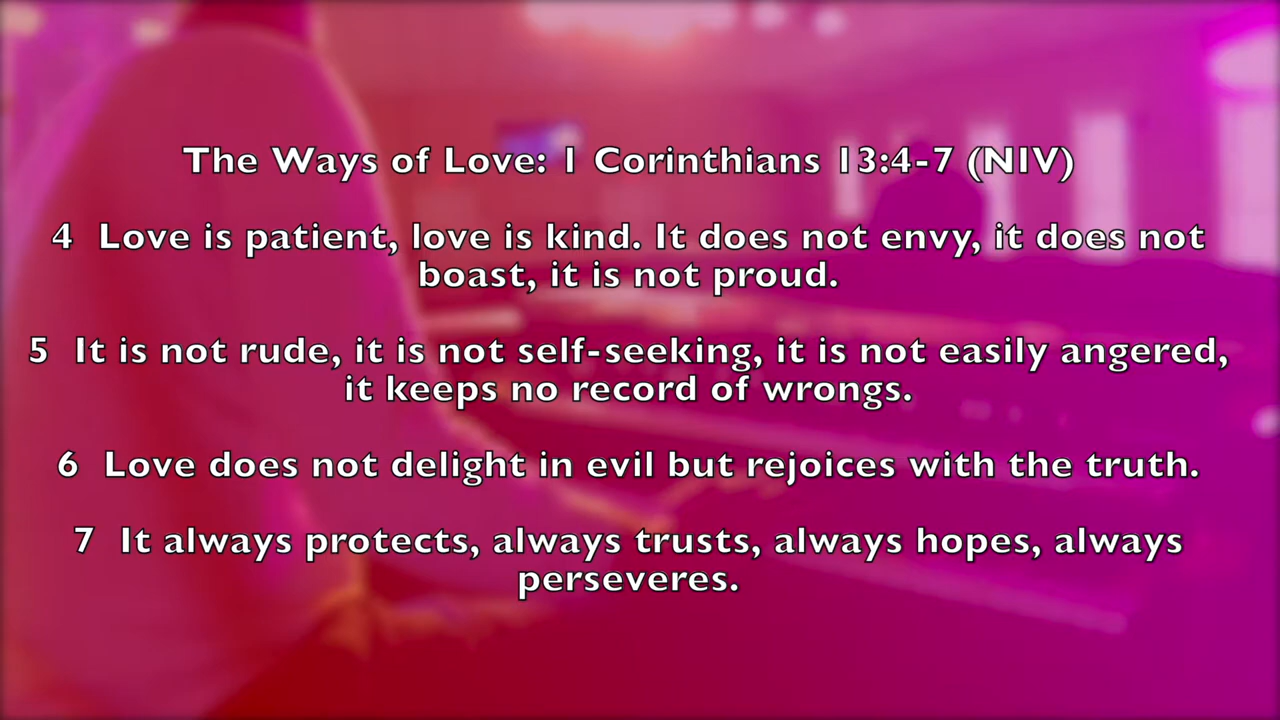 The Ways of Love: 1 Corinthians 13:4-7 (NIV)
4 Love is patient, love is kind. It does not envy, it does not
boast, it is not proud.
5 It is not rude, it is not self-seeking, it is not easily angered,
it keeps no record of wrongs.
6 Love does not delight in evil but rejoices with the truth.
7 It always protects, always trusts, always hopes, always
perseveres.